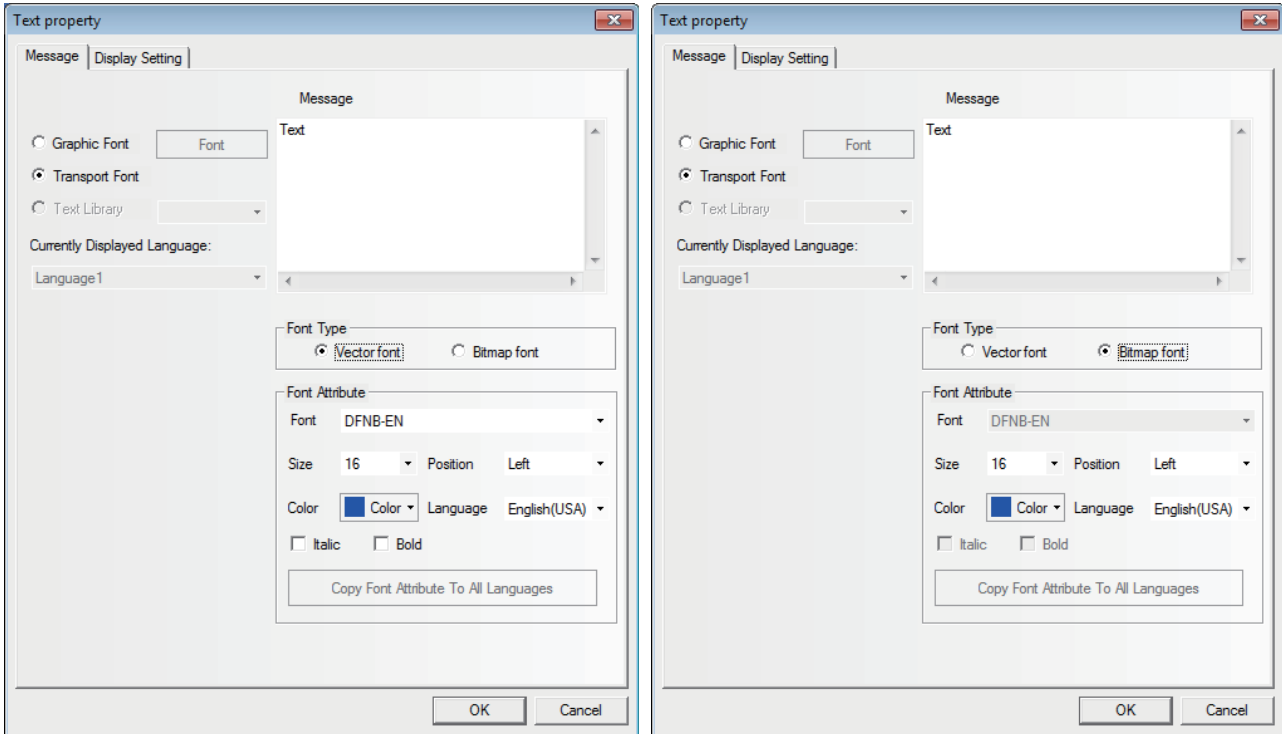 Text property
Message
Display Setting
Message
Graphic Font
Font
Text
Transport Font
Text Library
Currently Displayed Language:
Language1
Font Type
Vector font
Bitmap font
Font Attribute
Font
DFNB-EN
Size
16
Position
Left
Color
Color
Language
English(USA)
Italic
Bold
Copy Font Attribute To All Languages
OK
Cancel
Text property
Message
Display Setting
Message
Graphic Font
Font
Text
Transport Font
Text Library
Currently Displayed Language:
Language1
Font Type
Vector font
Bitmap font
Font Attribute
Font
DFNB-EN
Size
16
Position
Left
Color
Color
Language
English(USA)
Italic
Bold
Copy Font Attribute To All Languages
OK
Cancel